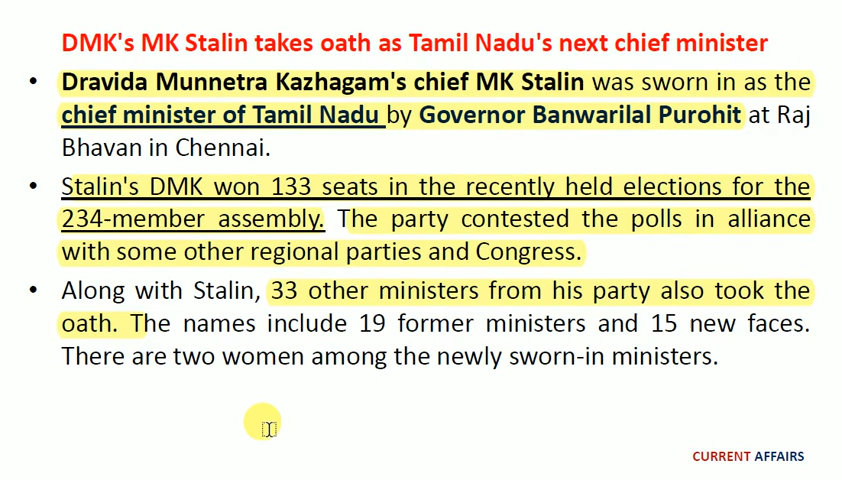 DMK's MK Stalin takes oath as Tamil Nadu's next chief minister
• Dravida Munnetra Kazhagam's chief MK Stalin was sworn in as the
chief minister of Tamil Nadu by Governor Banwarilal Purohit at Raj
Bhavan in Chennai.
• Stalin's DMK won 133 seats in the recently held elections for the
234-member assembly. The party contested the polls in alliance
with some other regional parties and Congress.
• Along with Stalin, 33 other ministers from his party also took the
oath. The names include 19 former ministers and 15 new faces.
There are two women among the newly sworn-in ministers.
CURRENT AFFAIRS